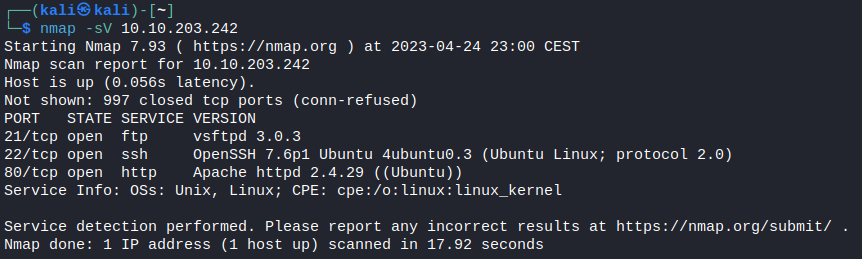 ┌──(kali㉿kali)-[~]
└─$ nmap -sV 10.10.203.242
Starting Nmap 7.93 ( https://nmap.org ) at 2023-04-24 23:00 CEST
Nmap scan report for 10.10.203.242
Host is up (0.056s latency).
Not shown: 997 closed tcp ports (conn-refused)
PORT   STATE SERVICE VERSION
21/tcp open  ftp     vsftpd 3.0.3
22/tcp open  ssh     OpenSSH 7.6p1 Ubuntu 4ubuntu0.3 (Ubuntu Linux; protocol 2.0)
80/tcp open  http    Apache httpd 2.4.29 ((Ubuntu))
Service Info: OSs: Unix, Linux; CPE: cpe:/o:linux:linux_kernel

Service detection performed. Please report any incorrect results at https://nmap.org/submit/ .
Nmap done: 1 IP address (1 host up) scanned in 17.92 seconds